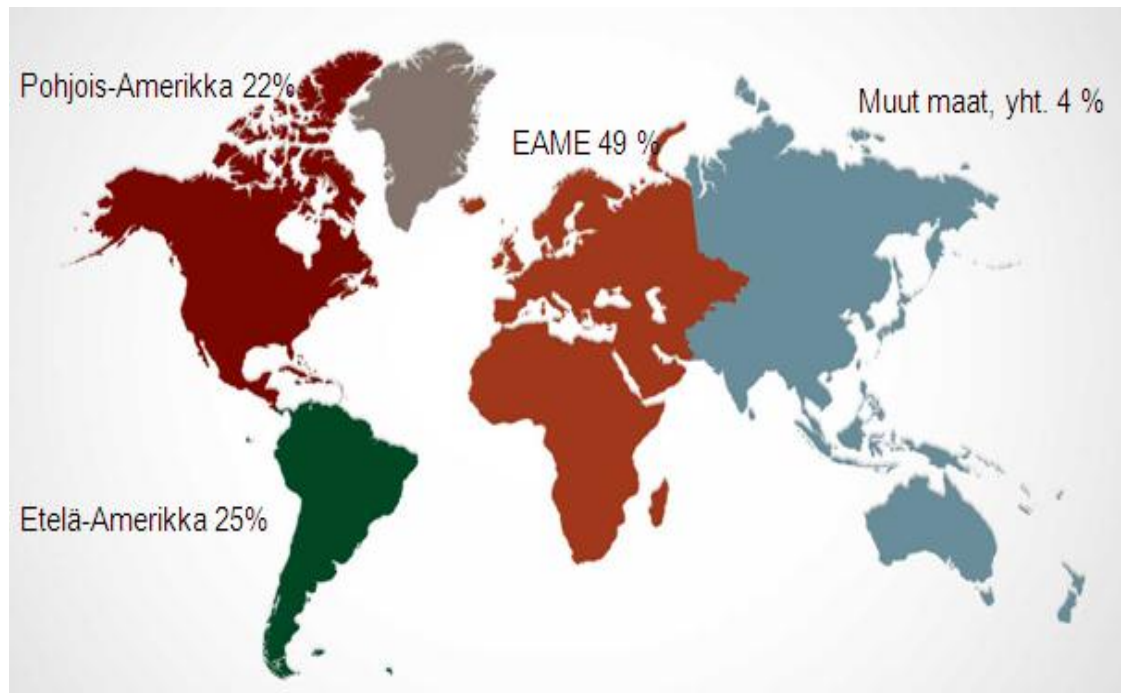 Pohjois-Amerikka 22%
Muut maat, yht. 4 %
EAME 49 %
Etelä-Amerikka 25%